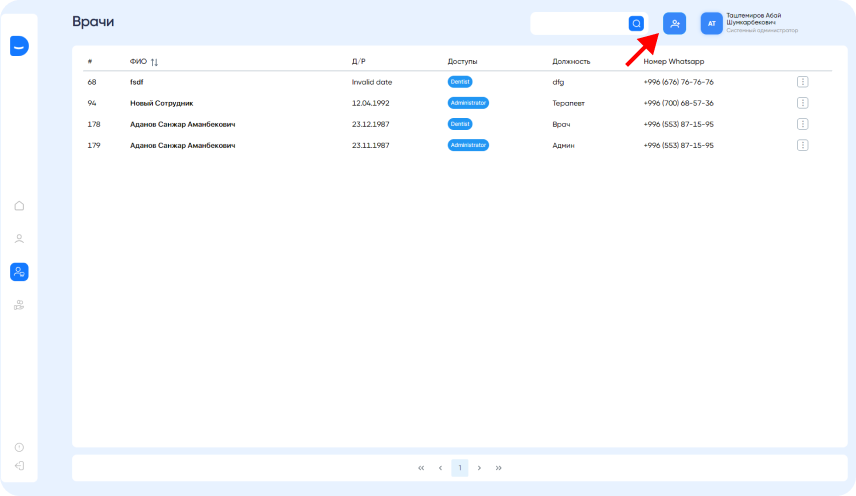 Врачи
АТ
Таштемиров Абай
Шумкарбекович
Системный администратор
# ФИО Д/Р Доступы Должность Номер Whatsapp
68 fsdf Invalid date Dentist dfg +996 (676) 76-76-76
94 Новый Сотрудник 12.04.1992 Administrator Терапевт +996 (700) 68-57-36
178 Аданов Санжар Аманбекович 23.12.1987 Dentist Врач +996 (553) 87-15-95
179 Аданов Санжар Аманбекович 23.11.1987 Administrator Админ +996 (553) 87-15-95
« ‹ 1 › »